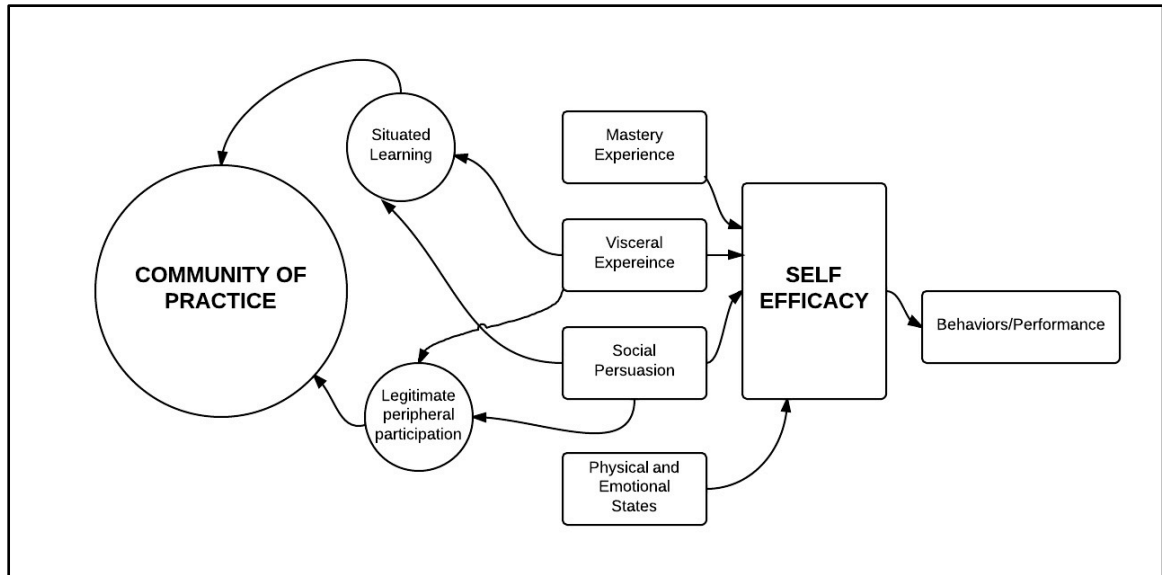 Situated
Learning
Mastery
Experience
COMMUNITY OF
PRACTICE
Visceral
Expereince
SELF
EFFICACY
Behaviors/Performance
Social
Persuasion
Legitimate
peripheral
participation
Physical and
Emotional
States